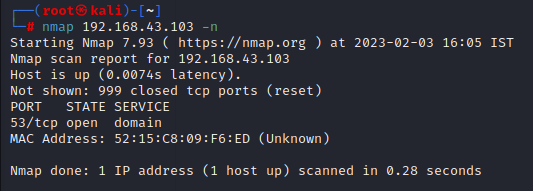 ┌──(root㉿kali)-[~]
└─# nmap 192.168.43.103 -n
Starting Nmap 7.93 ( https://nmap.org ) at 2023-02-03 16:05 IST
Nmap scan report for 192.168.43.103
Host is up (0.0074s latency).
Not shown: 999 closed tcp ports (reset)
PORT   STATE SERVICE
53/tcp open  domain
MAC Address: 52:15:C8:09:F6:ED (Unknown)
Nmap done: 1 IP address (1 host up) scanned in 0.28 seconds